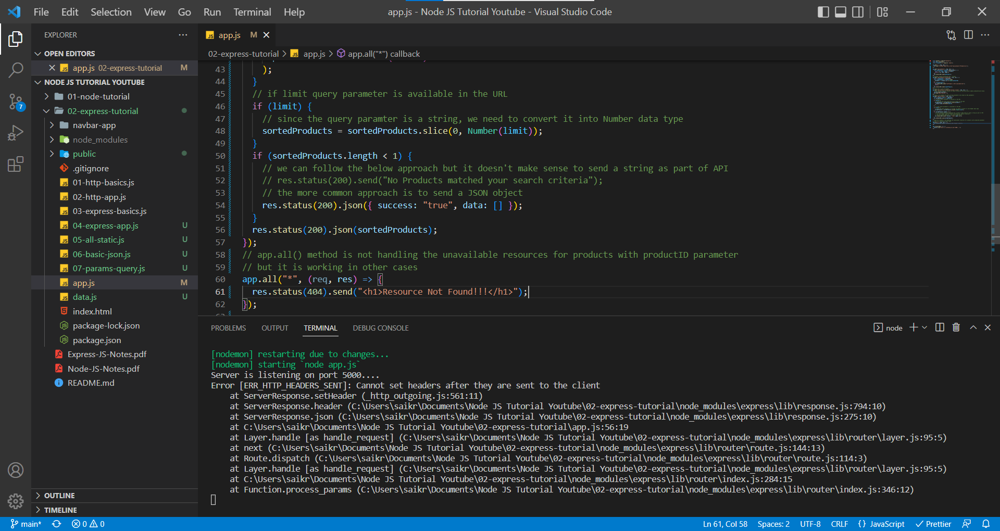 File Edit Selection View Go Run Terminal Help
app.js - Node JS Tutorial Youtube - Visual Studio Code
EXPLORER
OPEN EDITORS
app.js 02-express-tutorial M
NODE JS TUTORIAL YOUTUBE
01-node-tutorial
02-express-tutorial
navbar-app
node_modules
public
.gitignore
01-http-basics.js
02-http-app.js
03-express-basics.js
04-express-app.js U
05-all-static.js U
06-basic-json.js U
07-params-query.js U
app.js M
data.js U
index.html
package-lock.json
package.json
Express-JS-Notes.pdf
Node-JS-Notes.pdf
README.md
OUTLINE
TIMELINE
7
app.js M
02-express-tutorial > app.js > app.all("*") callback
43 );
44 }
45 // if limit query parameter is available in the URL
46 if (limit) {
47 // since the query paramter is a string, we need to convert it into Number data type
48 sortedProducts = sortedProducts.slice(0, Number(limit));
49 }
50 if (sortedProducts.length < 1) {
51 // we can follow the below approach but it doesn't make sense to send a string as part of API
52 // res.status(200).send("No Products matched your search criteria");
53 // the more common approach is to send a JSON object
54 res.status(200).json({ success: "true", data: [] });
55 }
56 res.status(200).json(sortedProducts);
57 });
58 // app.all() method is not handling the unavailable resources for products with productID parameter
59 // but it is working in other cases
60 app.all("*", (req, res) => {
61 res.status(404).send("<h1>Resource Not Found!!!</h1>");
62 });
PROBLEMS OUTPUT TERMINAL DEBUG CONSOLE
node
[nodemon] restarting due to changes...
[nodemon] starting `node app.js`
Server is listening on port 5000....
Error [ERR_HTTP_HEADERS_SENT]: Cannot set headers after they are sent to the client
at ServerResponse.setHeader (_http_outgoing.js:561:11)
at ServerResponse.header (C:\Users\saikr\Documents\Node JS Tutorial Youtube\02-express-tutorial\node_modules\express\lib\response.js:794:10)
at ServerResponse.json (C:\Users\saikr\Documents\Node JS Tutorial Youtube\02-express-tutorial\node_modules\express\lib\response.js:275:10)
at C:\Users\saikr\Documents\Node JS Tutorial Youtube\02-express-tutorial\app.js:56:19
at Layer.handle [as handle_request] (C:\Users\saikr\Documents\Node JS Tutorial Youtube\02-express-tutorial\node_modules\express\lib\router\layer.js:95:5)
at next (C:\Users\saikr\Documents\Node JS Tutorial Youtube\02-express-tutorial\node_modules\express\lib\router\route.js:144:13)
at Route.dispatch (C:\Users\saikr\Documents\Node JS Tutorial Youtube\02-express-tutorial\node_modules\express\lib\router\route.js:114:3)
at Layer.handle [as handle_request] (C:\Users\saikr\Documents\Node JS Tutorial Youtube\02-express-tutorial\node_modules\express\lib\router\layer.js:95:5)
at C:\Users\saikr\Documents\Node JS Tutorial Youtube\02-express-tutorial\node_modules\express\lib\router\index.js:284:15
at Function.process_params (C:\Users\saikr\Documents\Node JS Tutorial Youtube\02-express-tutorial\node_modules\express\lib\router\index.js:346:12)
main* 0 0 Ln 61, Col 58 Spaces: 2 UTF-8 CRLF {} JavaScript Prettier